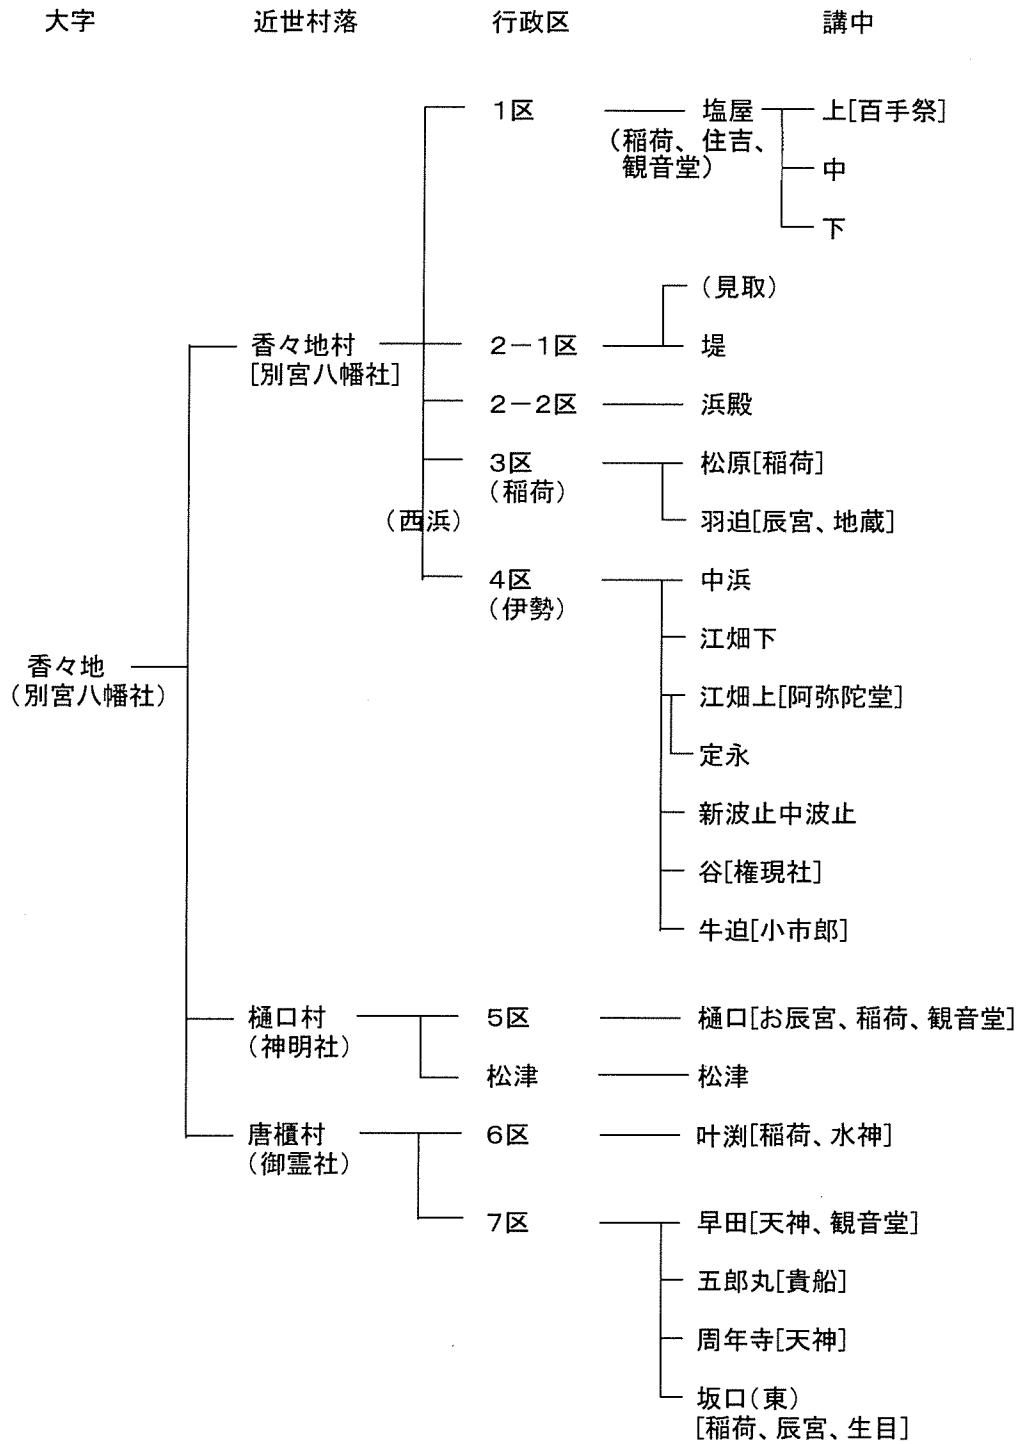 大字 近世村落 行政区 講中
1区 塩屋 上[百手祭]
(稲荷、住吉、
観音堂)
中
下
(見取)
香々地村 2-1区 堤
[別宮八幡社]
2-2区 浜殿
3区 松原[稲荷]
(稲荷)
(西浜) 羽迫[辰宮、地蔵]
4区 中浜
(伊勢)
江畑下
香々地
(別宮八幡社) 江畑上[阿弥陀堂]
定永
新波止中波止
谷[権現社]
牛迫[小市郎]
樋口村 5区 樋口[お辰宮、稲荷、観音堂]
(神明社)
松津 松津
唐櫃村 6区 叶渕[稲荷、水神]
(御霊社)
7区 早田[天神、観音堂]
五郎丸[貴船]
周年寺[天神]
坂口(東)
[稲荷、辰宮、生目]